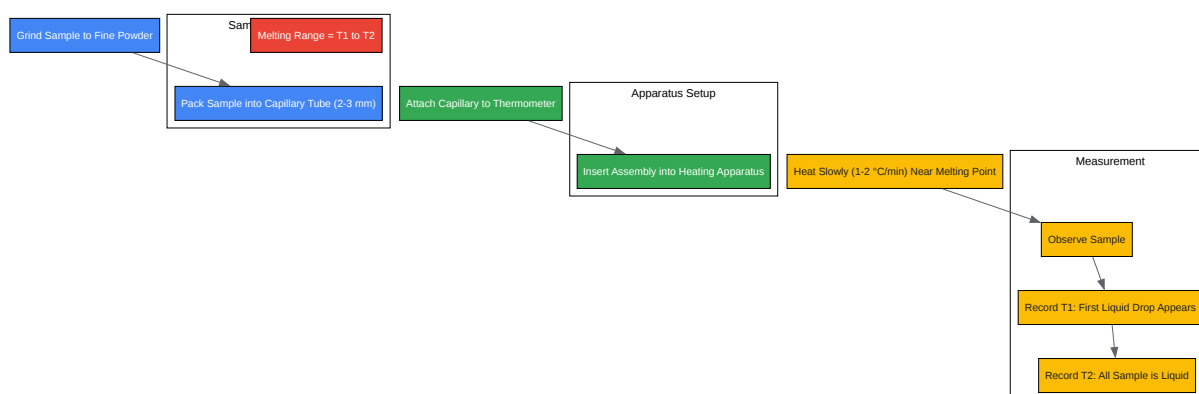 Grind Sample to Fine Powder
Melting Range = T1 to T2
Pack Sample into Capillary Tube (2-3 mm)
Attach Capillary to Thermometer
Apparatus Setup
Insert Assembly into Heating Apparatus
Heat Slowly (1-2 °C/min) Near Melting Point
Measurement
Observe Sample
Record T1: First Liquid Drop Appears
Record T2: All Sample is Liquid